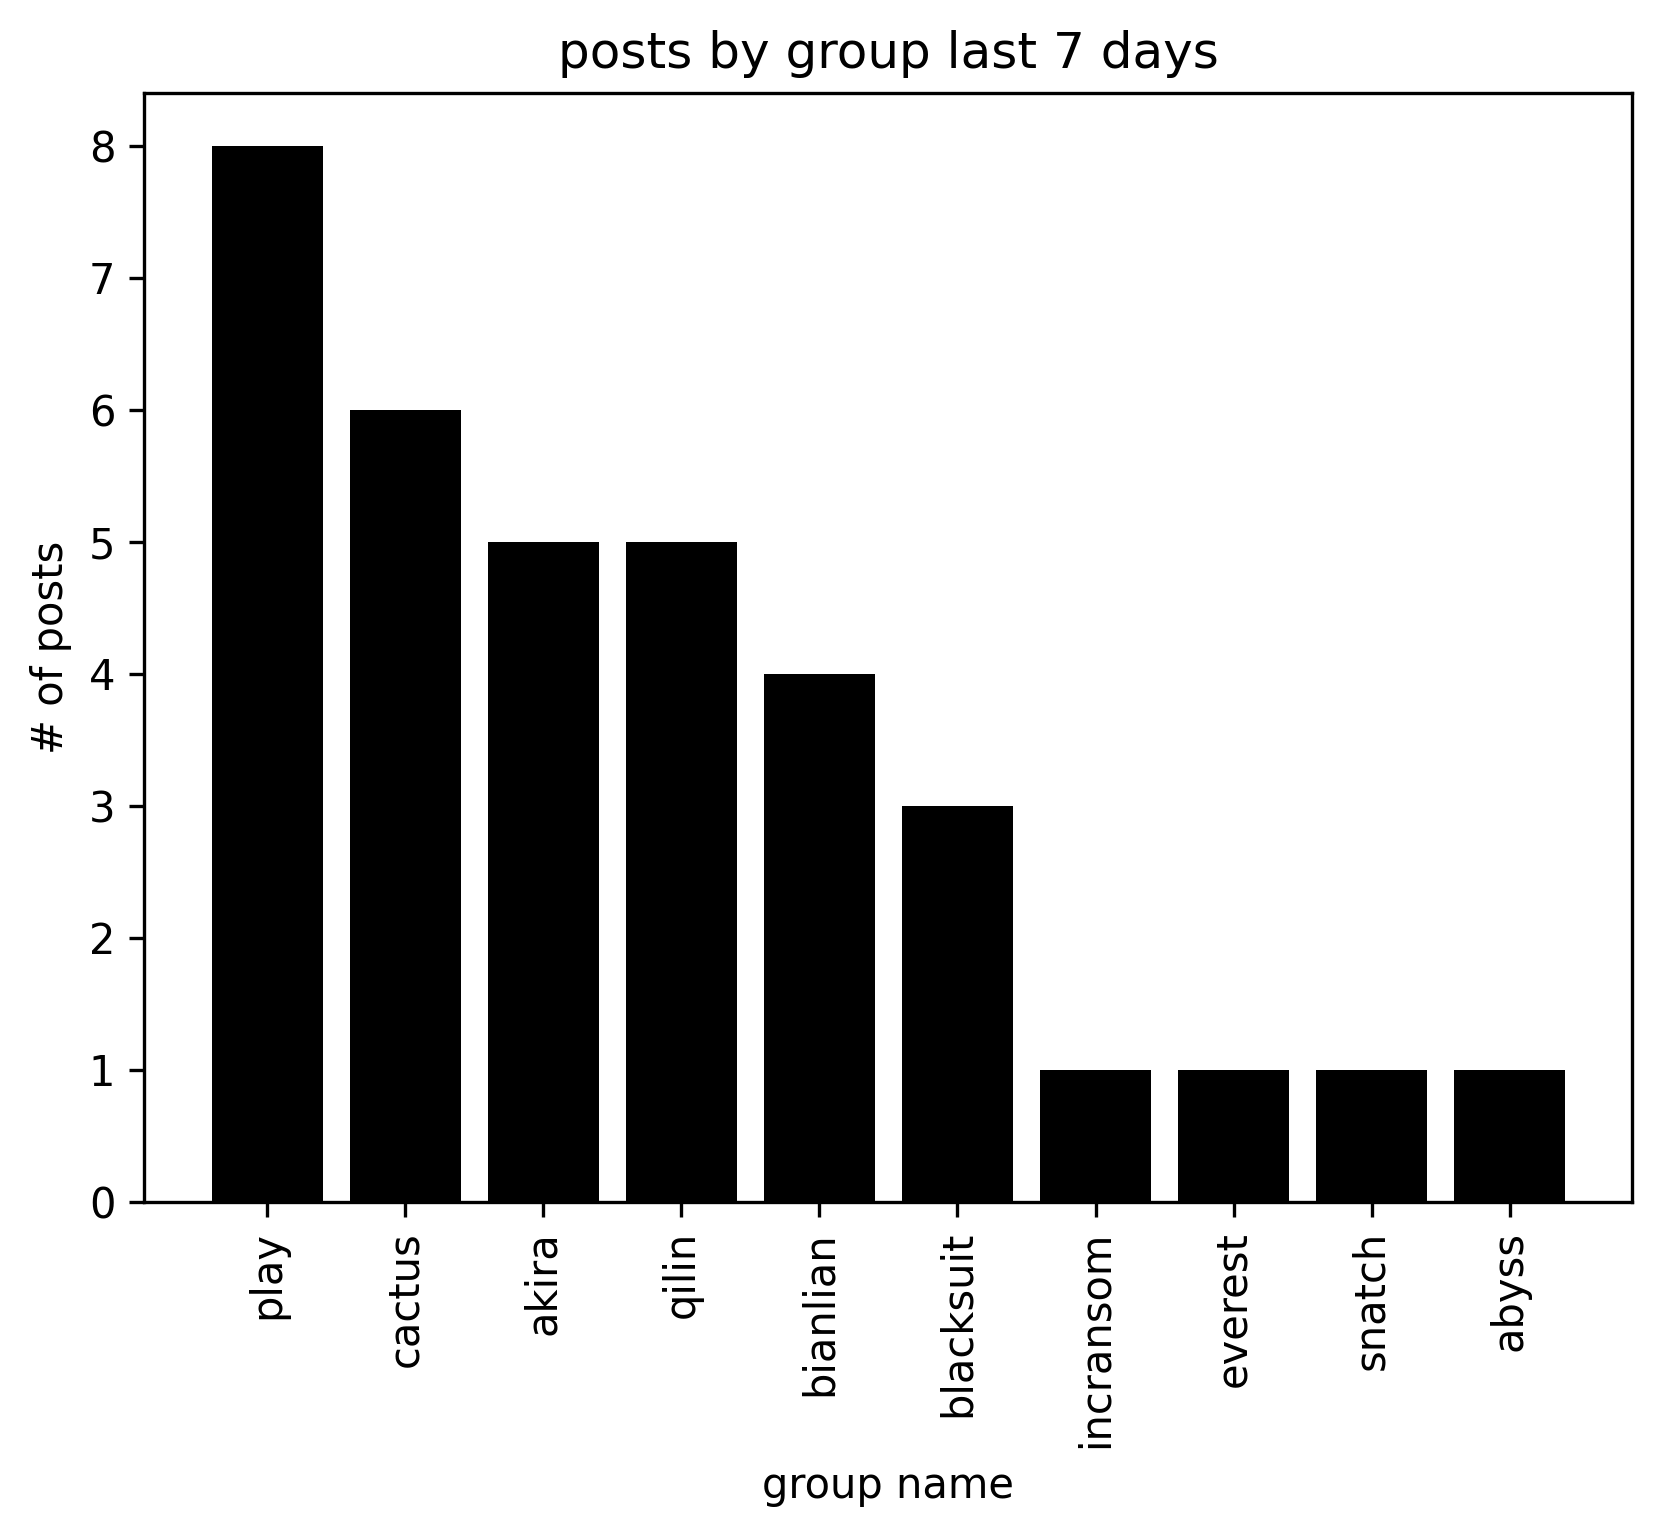 posts by group last 7 days
# of posts
8
7
6
5
4
3
2
1
0
play
cactus
akira
qilin
bianlian
blacksuit
incransom
everest
snatch
abyss
group name